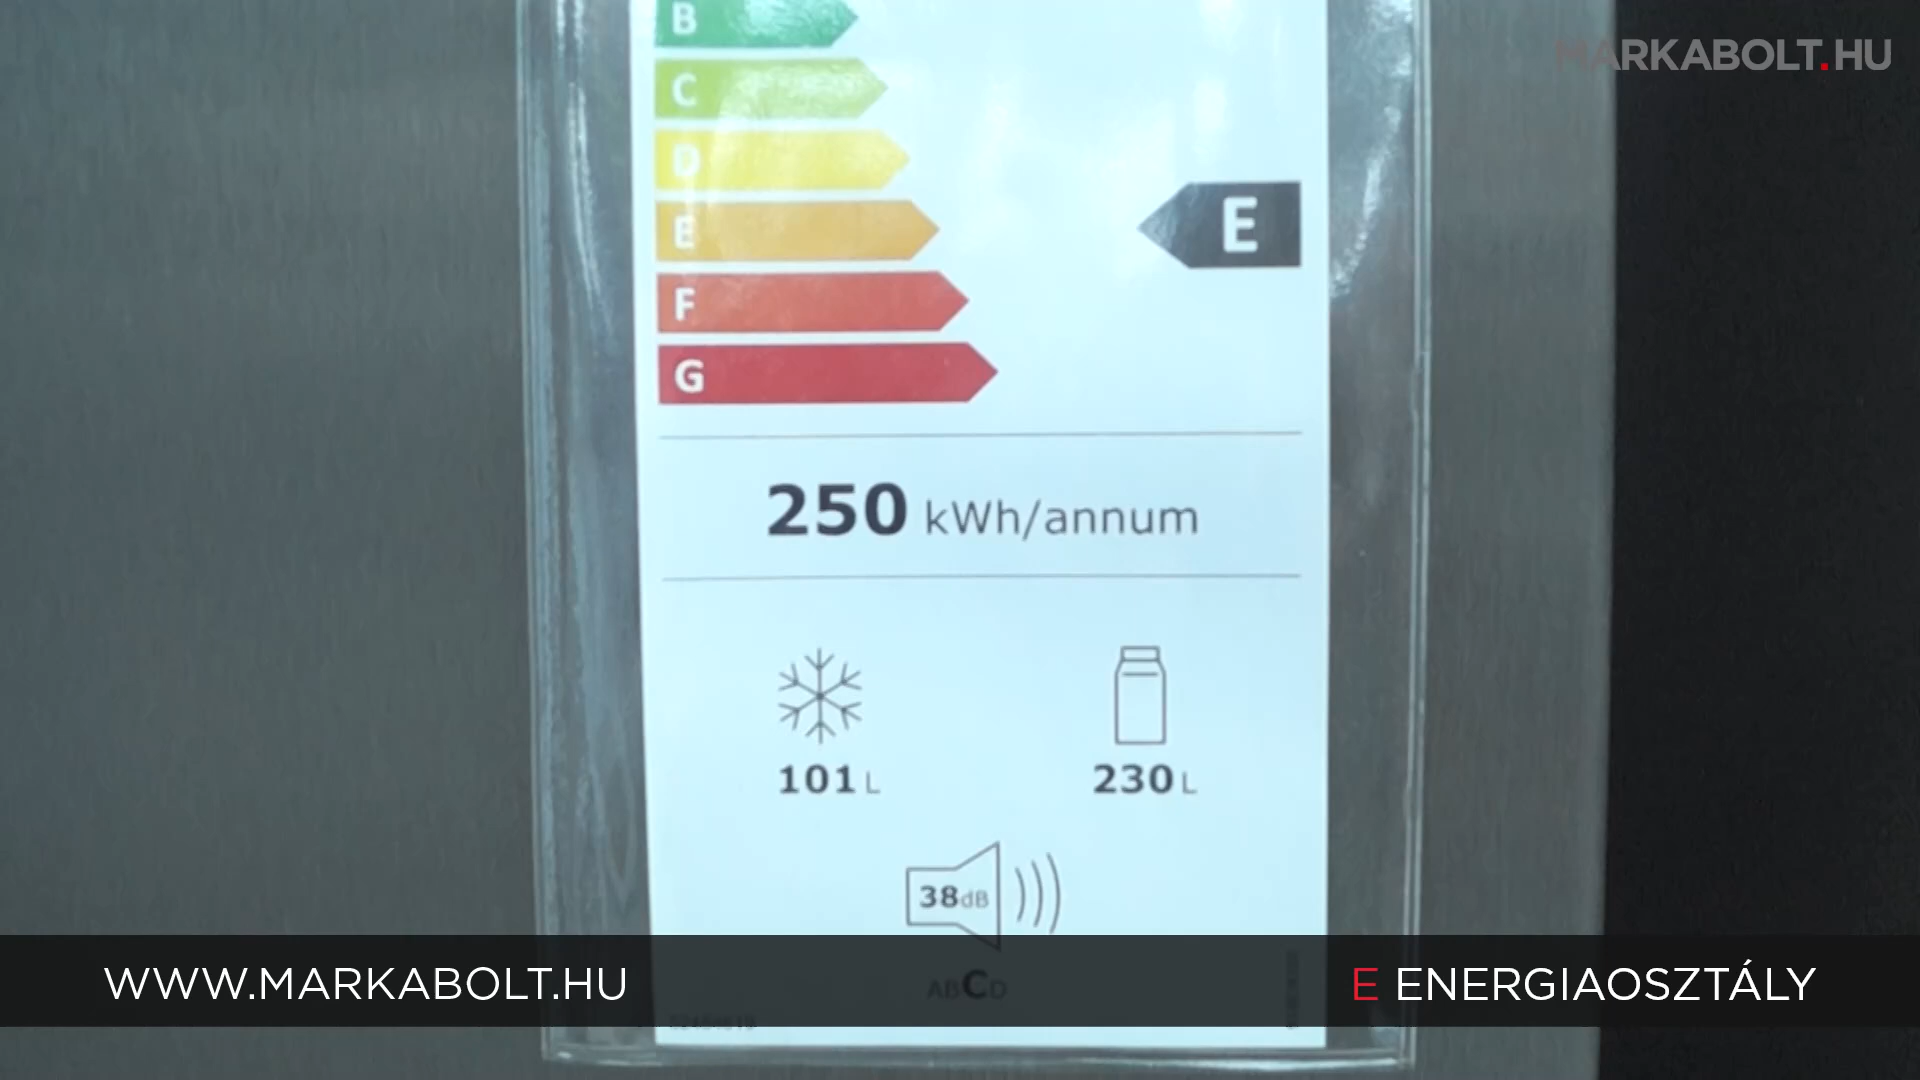 MARKABOLT.HU
B
C
D
E
E
F
G
250 kWh/annum
101 L
230 L
38dB
ABCD
WWW.MARKABOLT.HU
E ENERGIAOSZTÁLY